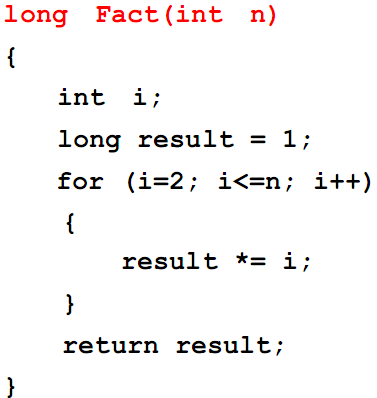 long Fact(int n)
{
int i;
long result = 1;
for (i=2; i<=n; i++)
{
result *= i;
}
return result;
}